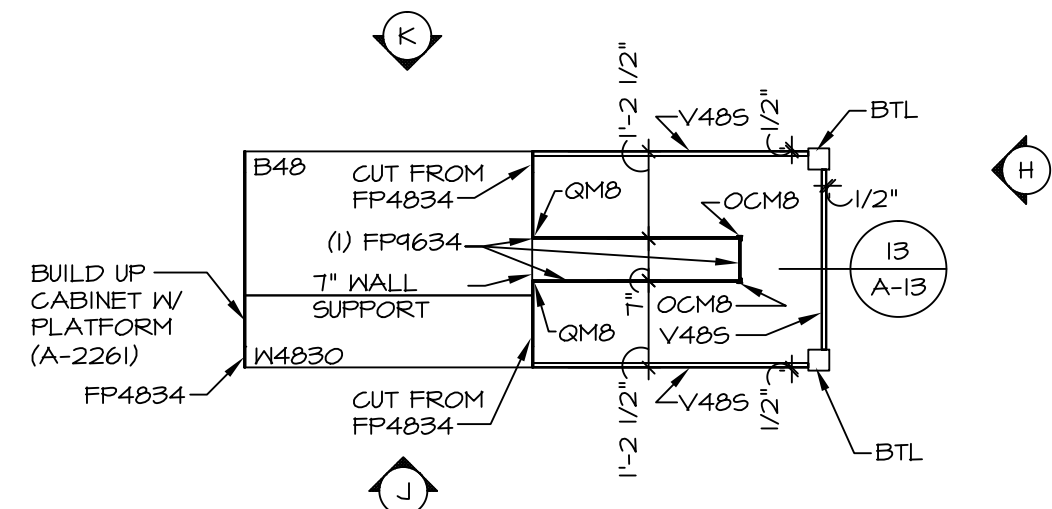 K
B48
CUT FROM
FP4834
QM8
1'-2 1/2"
V48S
1/2"
BTL
H
OCM8
1/2"
(1) FP9634
13
A-13
BUILD UP
CABINET W/
PLATFORM
(A-2261)
7" WALL
SUPPORT
7"
OCM8
V48S
QM8
W4830
FP4834
CUT FROM
FP4834
1'-2 1/2"
V48S
1/2"
BTL
J